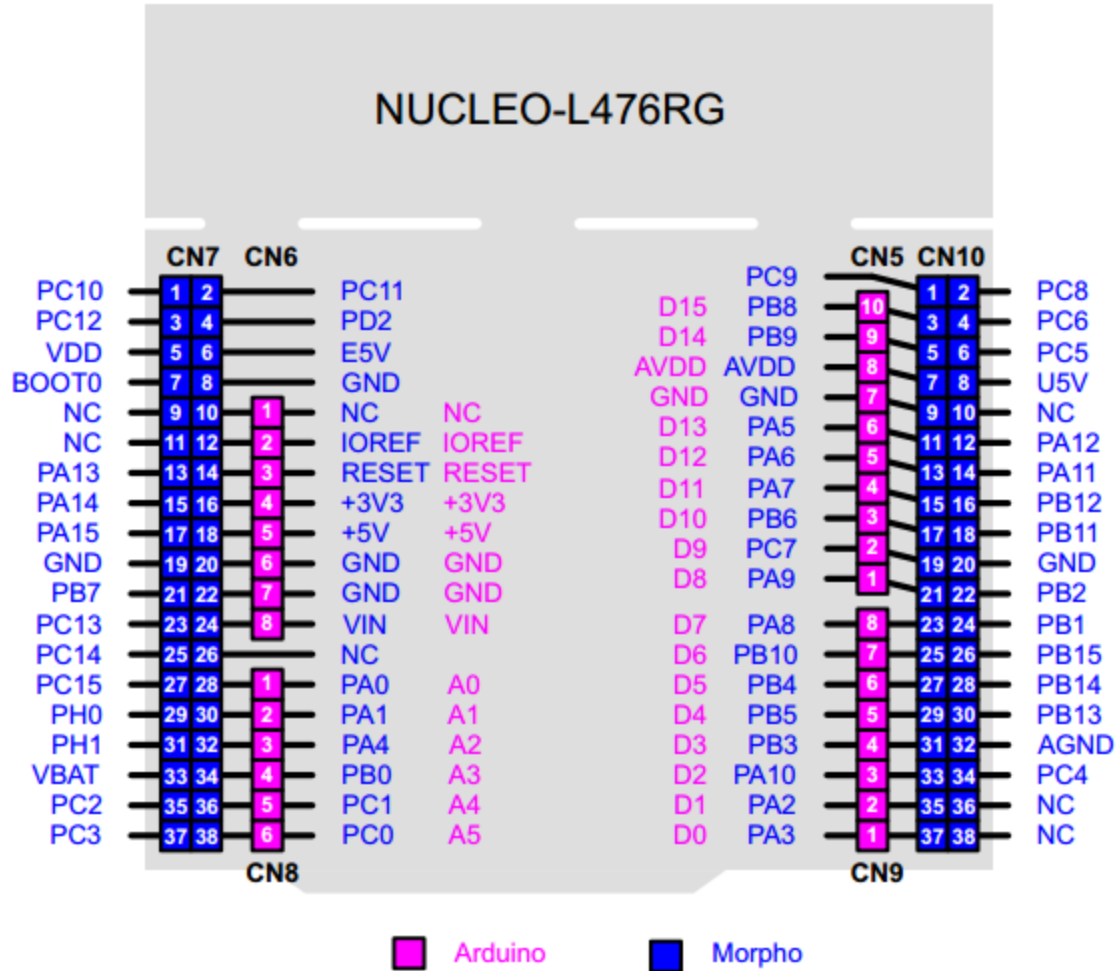 NUCLEO-L476RG
CN7 CN6 CN5 CN10
PC9
PC10 1 2 PC11 1 2 PC8
D15 PB8 10
PC12 3 4 PD2 3 4 PC6
D14 PB9 9
VDD 5 6 E5V 5 6 PC5
AVDD AVDD 8
BOOT0 7 8 GND 7 8 U5V
GND GND 7
NC 9 10 1 NC NC 9 10 NC
D13 PA5 6
NC 11 12 2 IOREF IOREF 11 12 PA12
D12 PA6 5
PA13 13 14 3 RESET RESET 13 14 PA11
D11 PA7 4
PA14 15 16 4 +3V3 +3V3 15 16 PB12
D10 PB6 3
PA15 17 18 5 +5V +5V 17 18 PB11
D9 PC7 2
GND 19 20 6 GND GND 19 20 GND
D8 PA9 1
PB7 21 22 7 GND GND 21 22 PB2
PC13 23 24 8 VIN VIN D7 PA8 8 23 24 PB1
PC14 25 26 NC D6 PB10 7 25 26 PB15
PC15 27 28 1 PA0 A0 D5 PB4 6 27 28 PB14
PH0 29 30 2 PA1 A1 D4 PB5 5 29 30 PB13
PH1 31 32 3 PA4 A2 D3 PB3 4 31 32 AGND
VBAT 33 34 4 PB0 A3 D2 PA10 3 33 34 PC4
PC2 35 36 5 PC1 A4 D1 PA2 2 35 36 NC
PC3 37 38 6 PC0 A5 D0 PA3 1 37 38 NC
CN8 CN9
Arduino Morpho